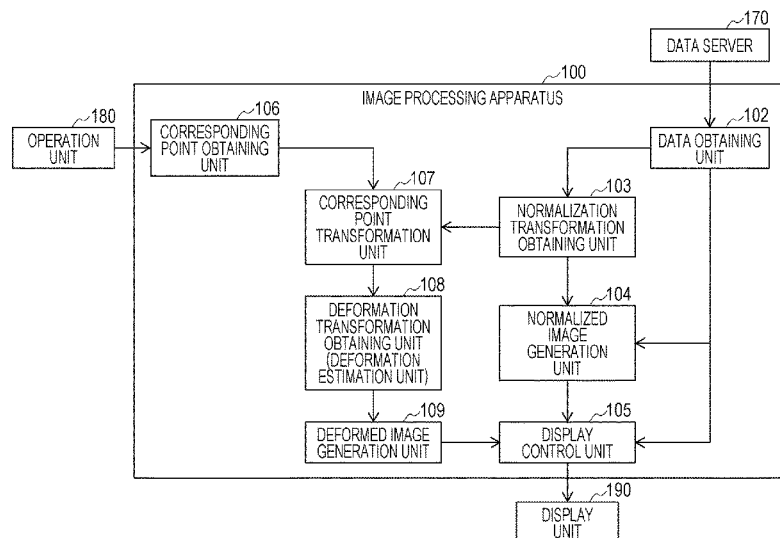 170
DATA SERVER
100
IMAGE PROCESSING APPARATUS
180
OPERATION
UNIT
106
CORRESPONDING
POINT OBTAINING
UNIT
102
DATA OBTAINING
UNIT
107
CORRESPONDING
POINT
TRANSFORMATION
UNIT
103
NORMALIZATION
TRANSFORMATION
OBTAINING UNIT
108
DEFORMATION
TRANSFORMATION
OBTAINING UNIT
(DEFORMATION
ESTIMATION UNIT)
104
NORMALIZED
IMAGE
GENERATION
UNIT
109
DEFORMED IMAGE
GENERATION UNIT
105
DISPLAY
CONTROL UNIT
190
DISPLAY
UNIT